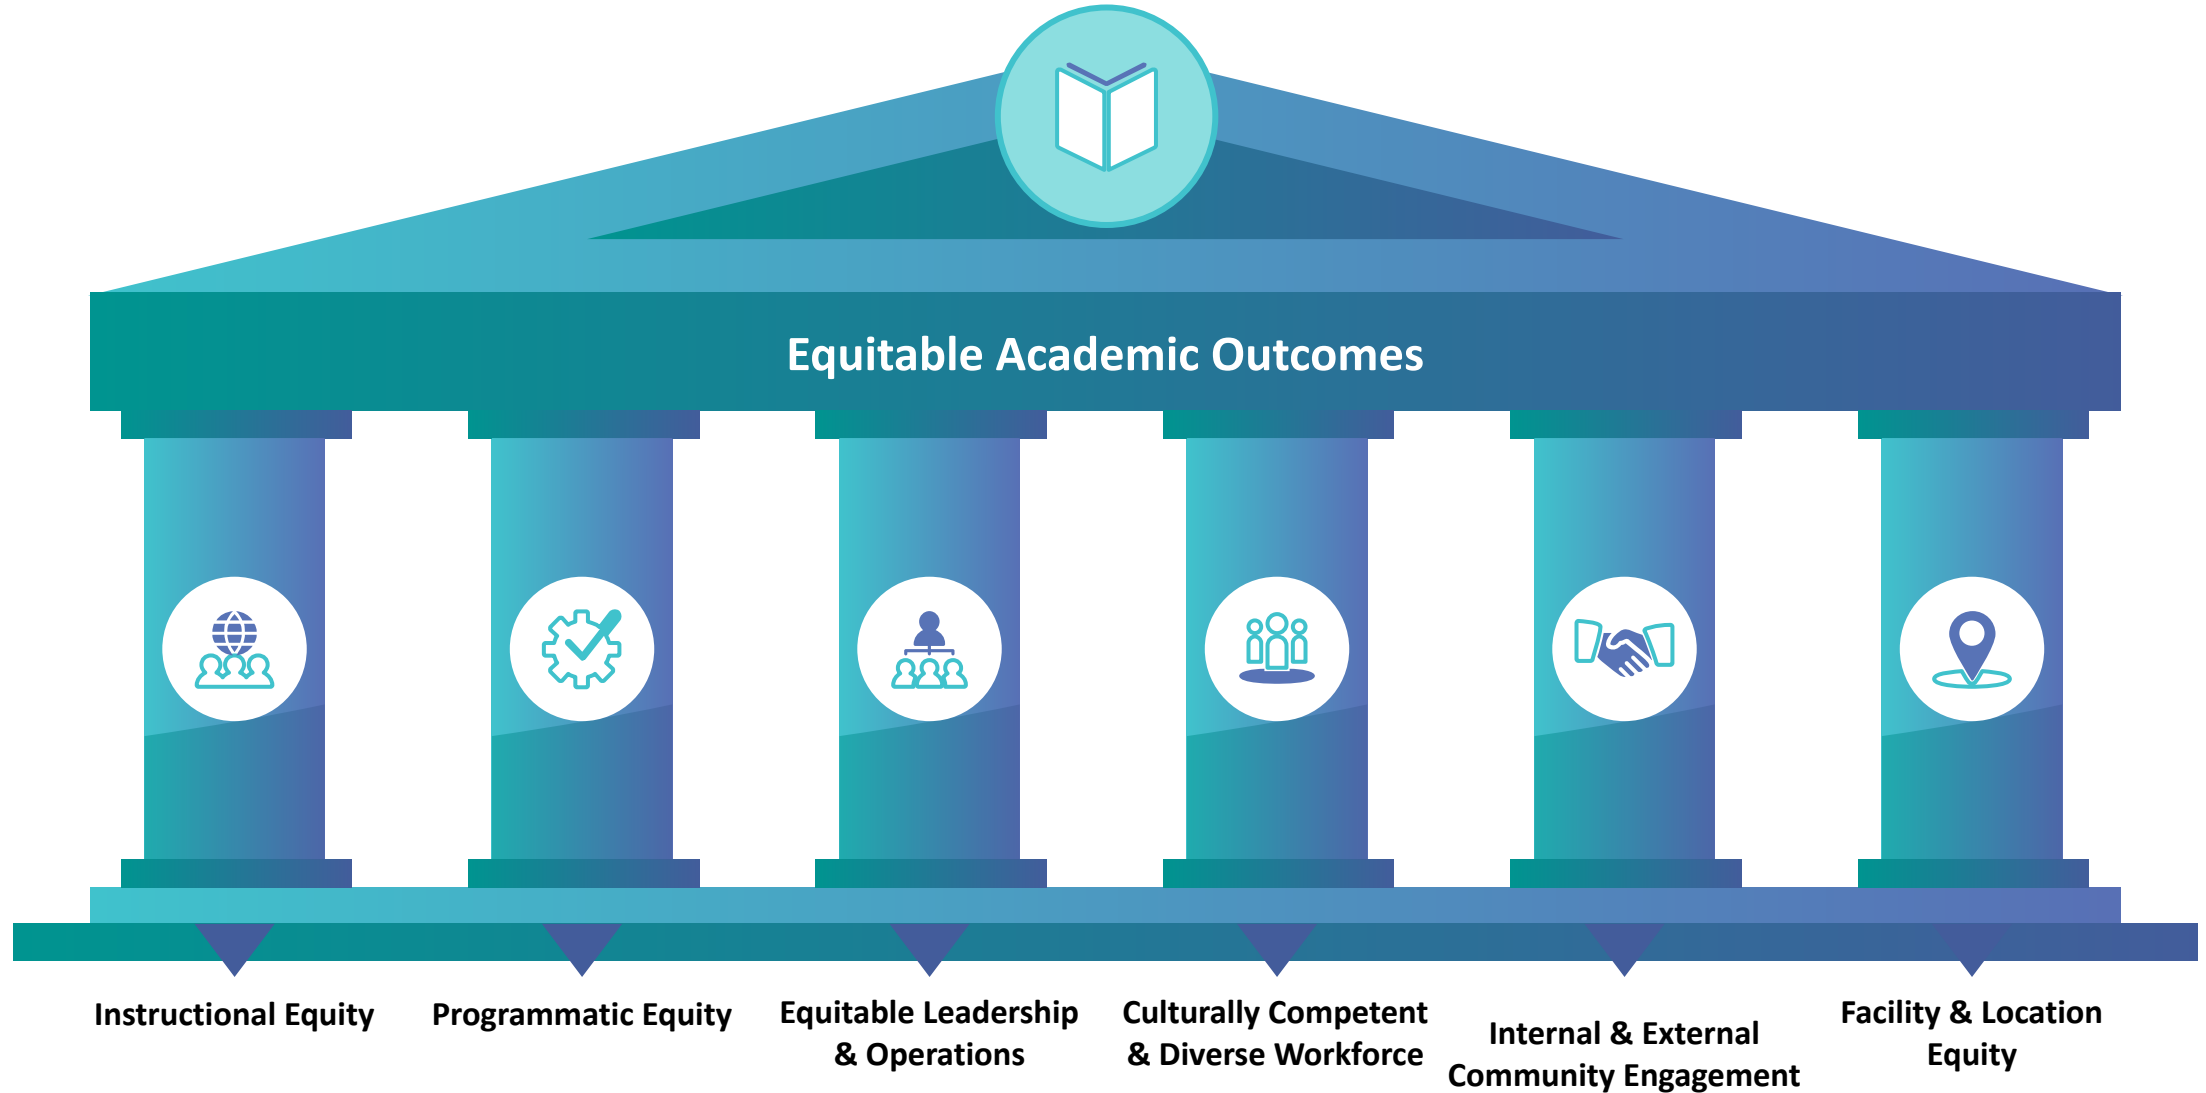 Equitable Academic Outcomes
Instructional Equity
Programmatic Equity
Equitable Leadership
& Operations
Culturally Competent
& Diverse Workforce
Internal & External
Community Engagement
Facility & Location
Equity